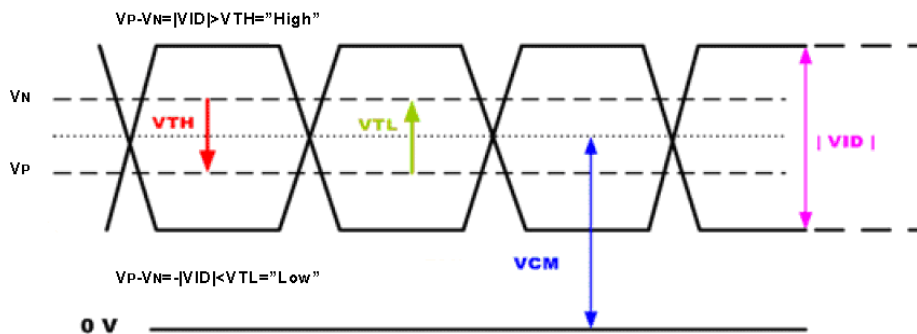 VP-VN=|VID|>VTH="High"
VN
VTH
VTL
| VID |
VP
VCM
VP-VN=-|VID|<VTL="Low"
0 V